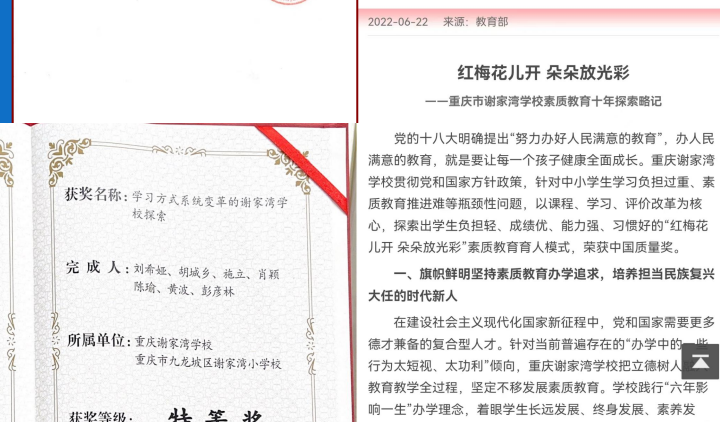 获奖名称：学习方式系统变革的谢家湾学
校探索
完 成 人：刘希娅、胡城乡、施立、肖颖
陈瑜、黄波、彭彦林
所属单位：重庆谢家湾学校
重庆市九龙坡区谢家湾小学校
获奖等级：特等奖
2022-06-22 来源：教育部
红梅花儿开 朵朵放光彩
——重庆市谢家湾学校素质教育十年探索略记
党的十八大明确提出“努力办好人民满意的教育”，办人民
满意的教育，就是要让每一个孩子健康全面成长。重庆谢家湾
学校贯彻党和国家方针政策，针对中小学生学习负担过重、素
质教育推进难等瓶颈性问题，以课程、学习、评价改革为核
心，探索出学生负担轻、成绩优、能力强、习惯好的“红梅花
儿开 朵朵放光彩”素质教育育人模式，荣获中国质量奖。
一、旗帜鲜明坚持素质教育办学追求，培养担当民族复兴
大任的时代新人
在建设社会主义现代化国家新征程中，党和国家需要更多
德才兼备的复合型人才。针对当前普遍存在的“办学中的一些
行为太短视、太功利”倾向，重庆谢家湾学校把立德树人
教育教学全过程，坚定不移发展素质教育。学校践行“六年影
响一生”办学理念，着眼学生长远发展、终身发展、素养发